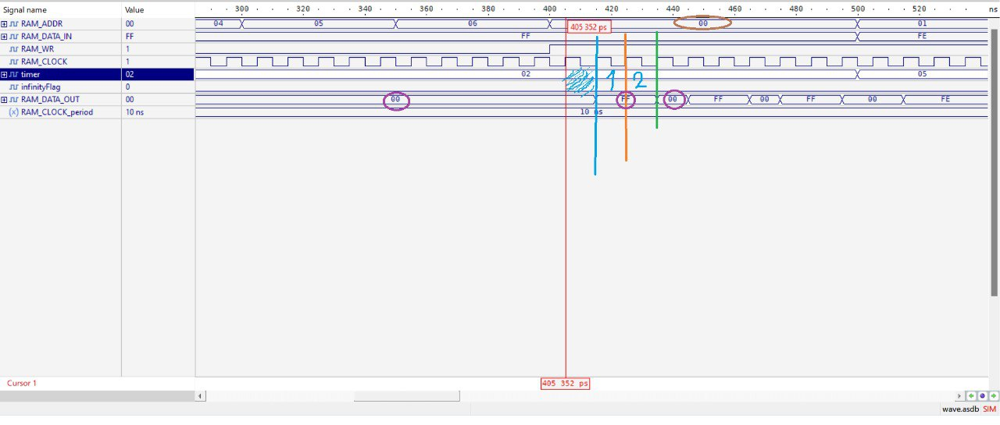 Signal name Value 300 320 340 360 380 400 420 440 460 480 500 520 ns
RAM_ADDR 00 04 05 06 00 01
405 352 ps
RAM_DATA_IN FF FF FE
RAM_WR 1
RAM_CLOCK 1
timer 02 02 05
1 2
infinityFlag 0
RAM_DATA_OUT 00 00 FF 00 FF 00 FF 00 FE
RAM_CLOCK_period 10 ns 10 ns
Cursor 1 405 352 ps
wave.asdb SIM